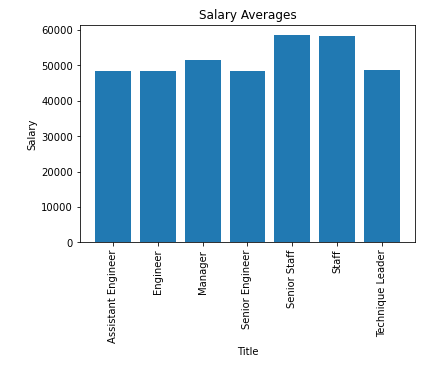 Salary Averages
60000
50000
40000
30000
20000
10000
0
Salary
Assistant Engineer
Engineer
Manager
Senior Engineer
Senior Staff
Staff
Technique Leader
Title